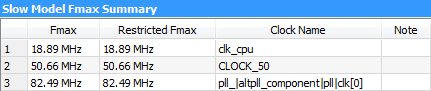 Slow Model Fmax Summary
Fmax Restricted Fmax Clock Name Note
1 18.89 MHz 18.89 MHz clk_cpu
2 50.66 MHz 50.66 MHz CLOCK_50
3 82.49 MHz 82.49 MHz pll_|altpll_component|pll|clk[0]